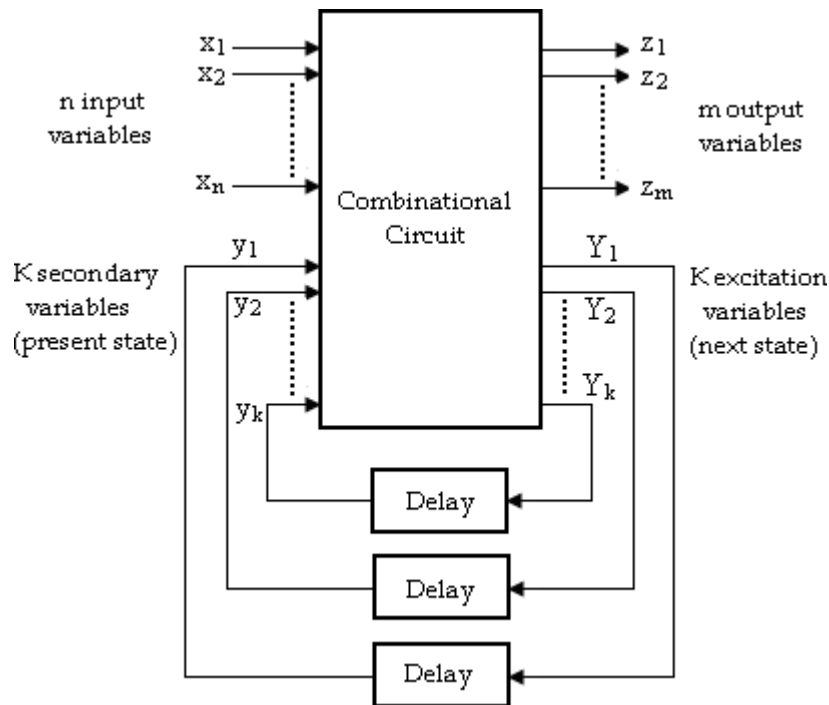 x1
x2
n input
variables
xn
z1
z2
m output
variables
zm
Combinational
Circuit
K secondary
variables
(present state)
y1
y2
yk
Y1
Y2
Yk
K excitation
variables
(next state)
Delay
Delay
Delay